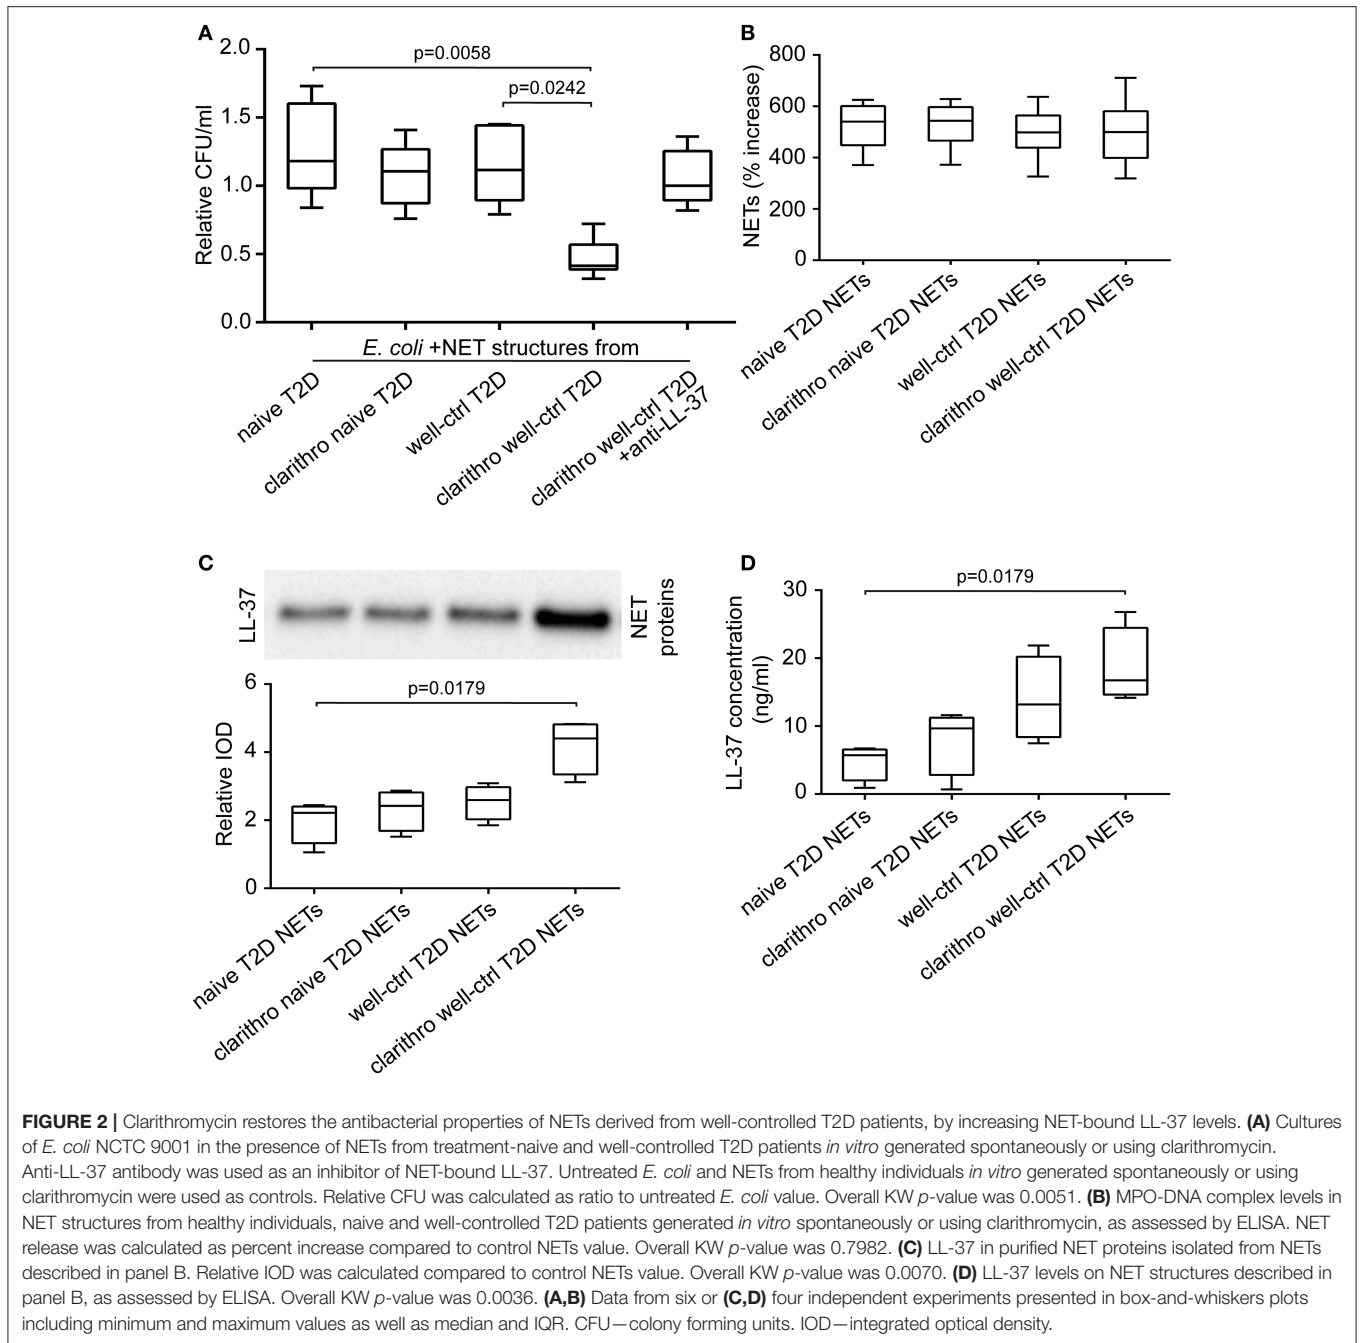 A
2.0
1.5
1.0
0.5
0.0
Relative CFU/ml
p=0.0058
p=0.0242
E. coli +NET structures from
naive T2D
clarithro naive T2D
well-ctrl T2D
clarithro well-ctrl T2D
clarithro well-ctrl T2D
+anti-LL-37
B
800
600
400
200
0
NETs (% increase)
naive T2D NETs
clarithro naive T2D NETs
well-ctrl T2D NETs
clarithro well-ctrl T2D NETs
C
LL-37
NET
proteins
6
4
2
0
Relative IOD
p=0.0179
naive T2D NETs
clarithro naive T2D NETs
well-ctrl T2D NETs
clarithro well-ctrl T2D NETs
D
30
20
10
0
LL-37 concentration
(ng/ml)
p=0.0179
naive T2D NETs
clarithro naive T2D NETs
well-ctrl T2D NETs
clarithro well-ctrl T2D NETs
FIGURE 2 | Clarithromycin restores the antibacterial properties of NETs derived from well-controlled T2D patients, by increasing NET-bound LL-37 levels. (A) Cultures
of E. coli NCTC 9001 in the presence of NETs from treatment-naive and well-controlled T2D patients in vitro generated spontaneously or using clarithromycin.
Anti-LL-37 antibody was used as an inhibitor of NET-bound LL-37. Untreated E. coli and NETs from healthy individuals in vitro generated spontaneously or using
clarithromycin were used as controls. Relative CFU was calculated as ratio to untreated E. coli value. Overall KW p-value was 0.0051. (B) MPO-DNA complex levels in
NET structures from healthy individuals, naive and well-controlled T2D patients generated in vitro spontaneously or using clarithromycin, as assessed by ELISA. NET
release was calculated as percent increase compared to control NETs value. Overall KW p-value was 0.7982. (C) LL-37 in purified NET proteins isolated from NETs
described in panel B. Relative IOD was calculated compared to control NETs value. Overall KW p-value was 0.0070. (D) LL-37 levels on NET structures described in
panel B, as assessed by ELISA. Overall KW p-value was 0.0036. (A,B) Data from six or (C,D) four independent experiments presented in box-and-whiskers plots
including minimum and maximum values as well as median and IQR. CFU—colony forming units. IOD—integrated optical density.